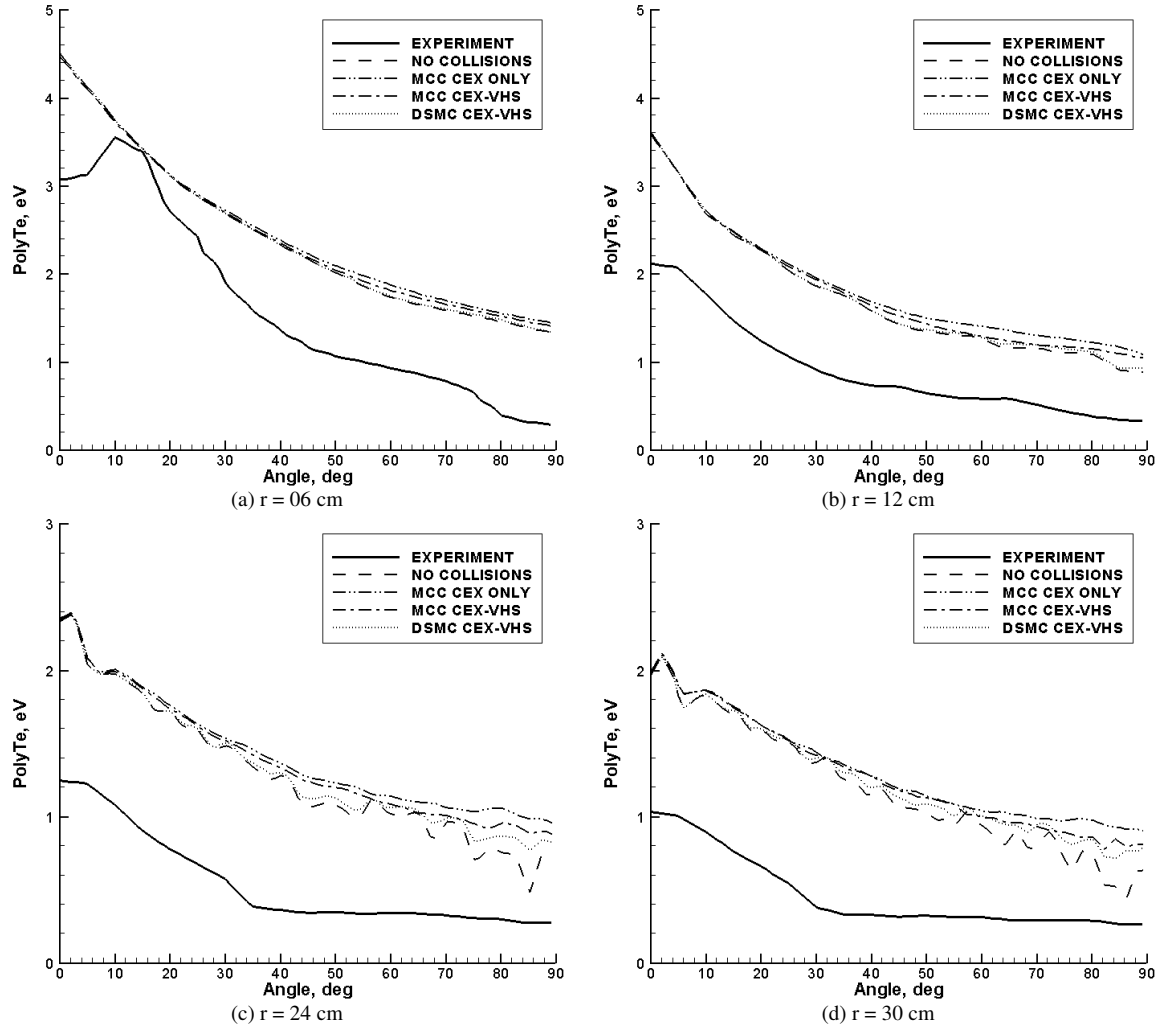 5
4
3
2
1
0
PolyTe, eV
EXPERIMENT
NO COLLISIONS
MCC CEX ONLY
MCC CEX-VHS
DSMC CEX-VHS
0 10 20 30 40 50 60 70 80 90
Angle, deg
(a) r = 06 cm
5
4
3
2
1
0
PolyTe, eV
EXPERIMENT
NO COLLISIONS
MCC CEX ONLY
MCC CEX-VHS
DSMC CEX-VHS
0 10 20 30 40 50 60 70 80 90
Angle, deg
(b) r = 12 cm
3
2
1
0
PolyTe, eV
EXPERIMENT
NO COLLISIONS
MCC CEX ONLY
MCC CEX-VHS
DSMC CEX-VHS
0 10 20 30 40 50 60 70 80 90
Angle, deg
(c) r = 24 cm
3
2
1
0
PolyTe, eV
EXPERIMENT
NO COLLISIONS
MCC CEX ONLY
MCC CEX-VHS
DSMC CEX-VHS
0 10 20 30 40 50 60 70 80 90
Angle, deg
(d) r = 30 cm